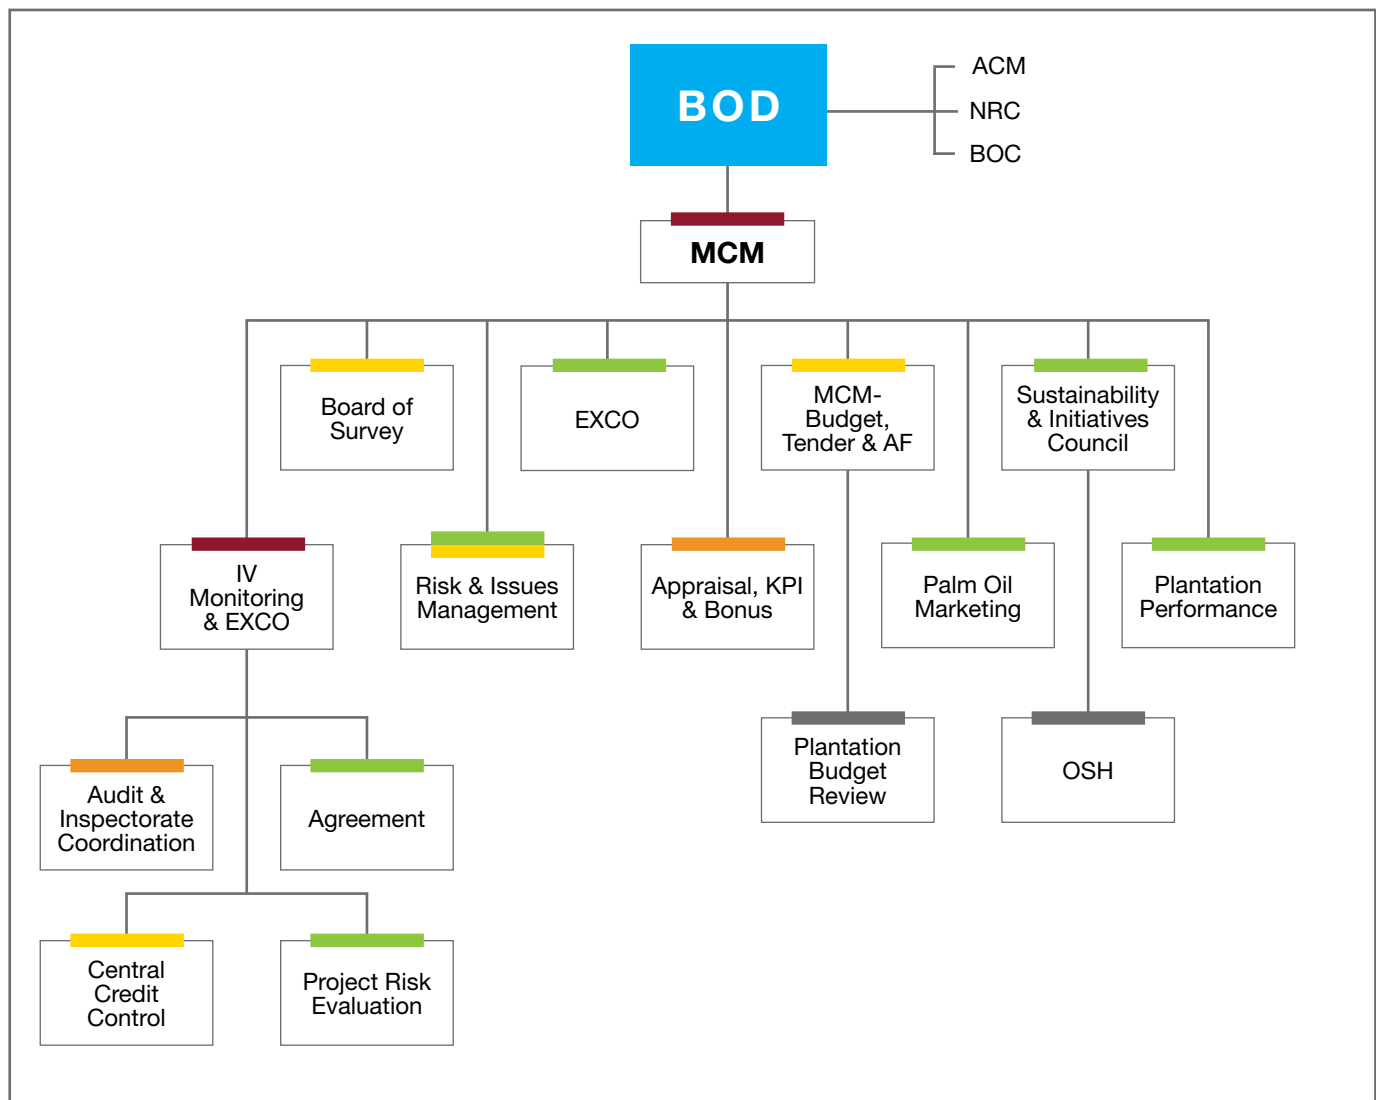 BOD
ACM
NRC
BOC
MCM
Board of
Survey
EXCO
MCM-
Budget,
Tender & AF
Sustainability
& Initiatives
Council
IV
Monitoring
& EXCO
Risk & Issues
Management
Appraisal, KPI
& Bonus
Palm Oil
Marketing
Plantation
Performance
Audit &
Inspectorate
Coordination
Agreement
Plantation
Budget
Review
OSH
Central
Credit
Control
Project Risk
Evaluation